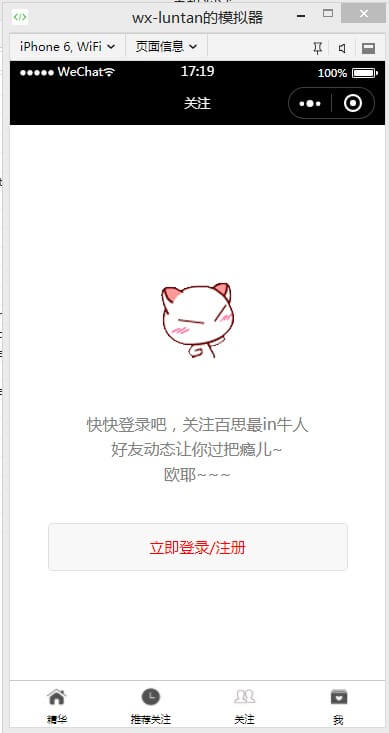 wx-luntan的模拟器
iPhone 6, WiFi 页面信息
WeChat 17:19 100%
关注
快快登录吧，关注百思最in牛人
好友动态让你过把瘾儿~
欧耶~~~
立即登录/注册
精华 推荐关注 关注 我